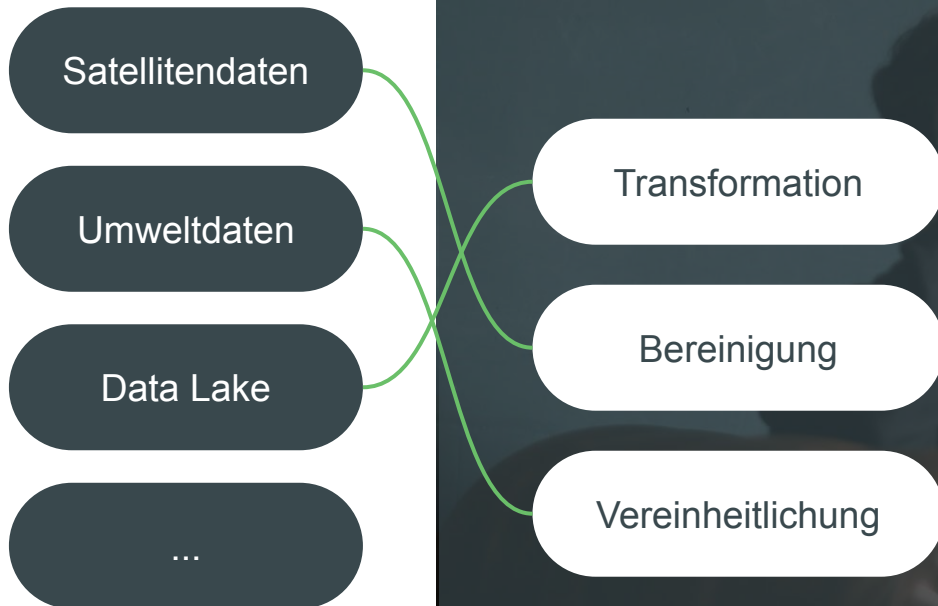 Satellitendaten
Umweltdaten
Data Lake
...
Transformation
Bereinigung
Vereinheitlichung